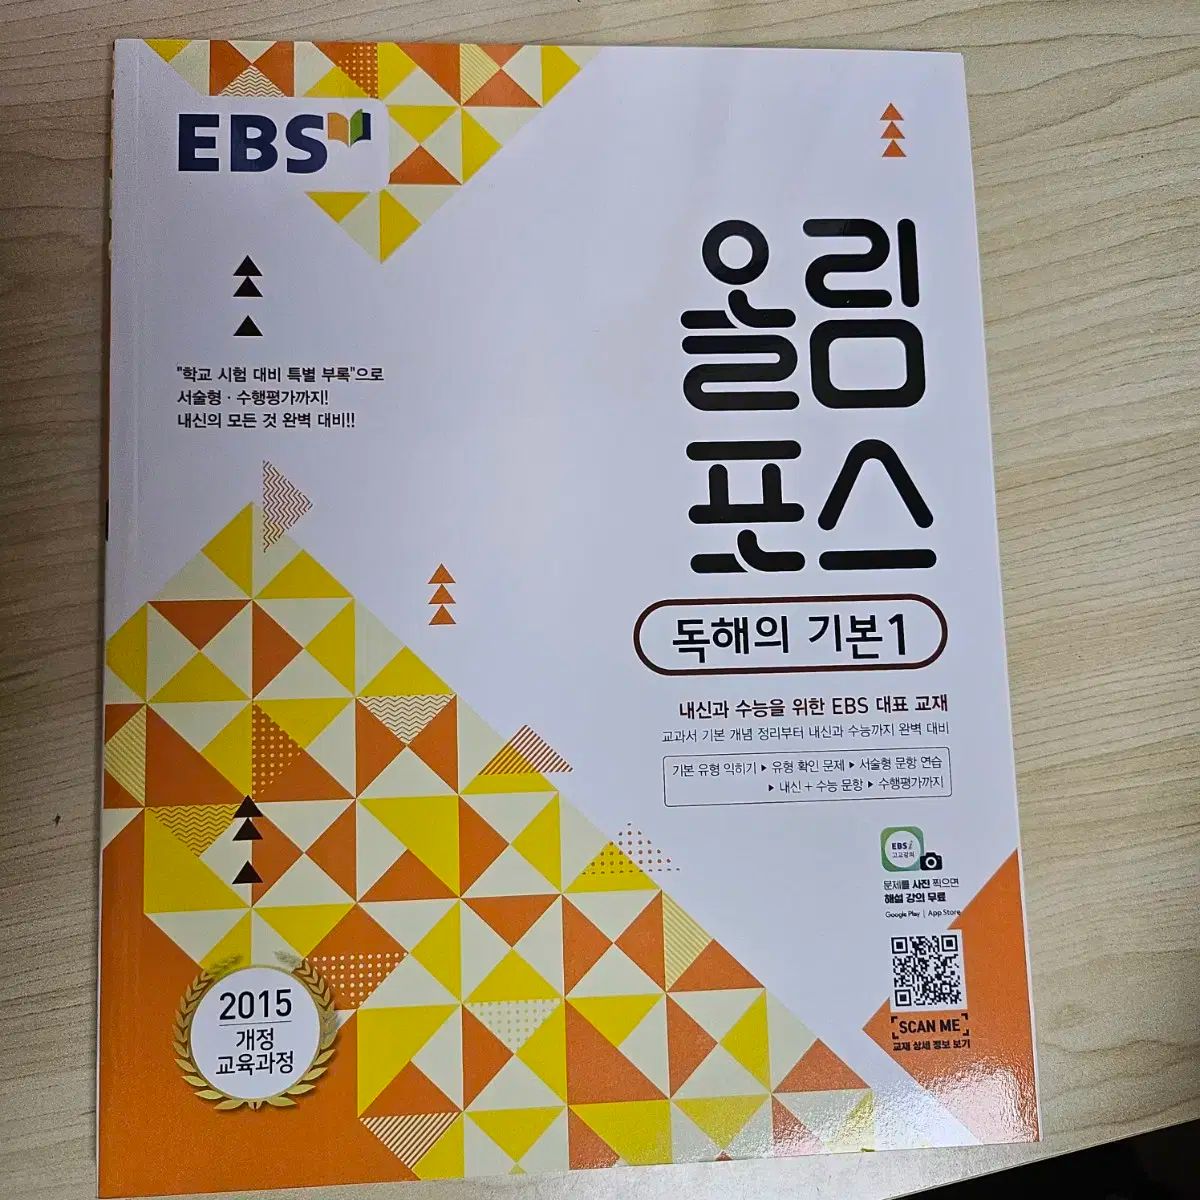 EBS
"학교 시험 대비 특별 부록"으로
서술형 · 수행평가까지!
내신의 모든 것 완벽 대비!!
올림
포스
독해의 기본1
내신과 수능을 위한 EBS 대표 교재
교과서 기본 개념 정리부터 내신과 수능까지 완벽 대비
기본 유형 익히기 ▶ 유형 확인 문제 ▶ 서술형 문항 연습
▶ 내신 + 수능 문항 ▶ 수행평가까지
EBSi
고교강의
문제를 사진 찍으면
해설 강의 무료
Google Play | App Store
SCAN ME
교재 상세 정보 보기
2015
개정
교육과정